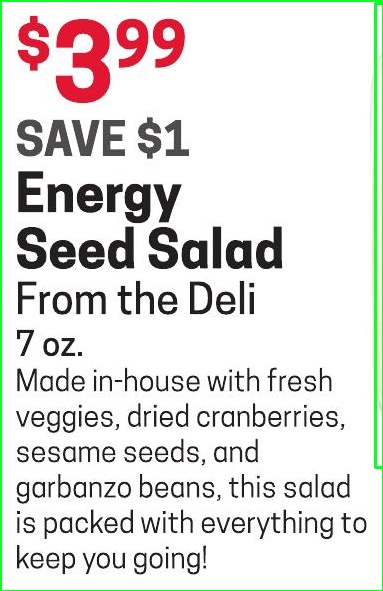 $3.99
SAVE $1
Energy
Seed Salad
From the Deli
7 oz.
Made in-house with fresh
veggies, dried cranberries,
sesame seeds, and
garbanzo beans, this salad
is packed with everything to
keep you going!